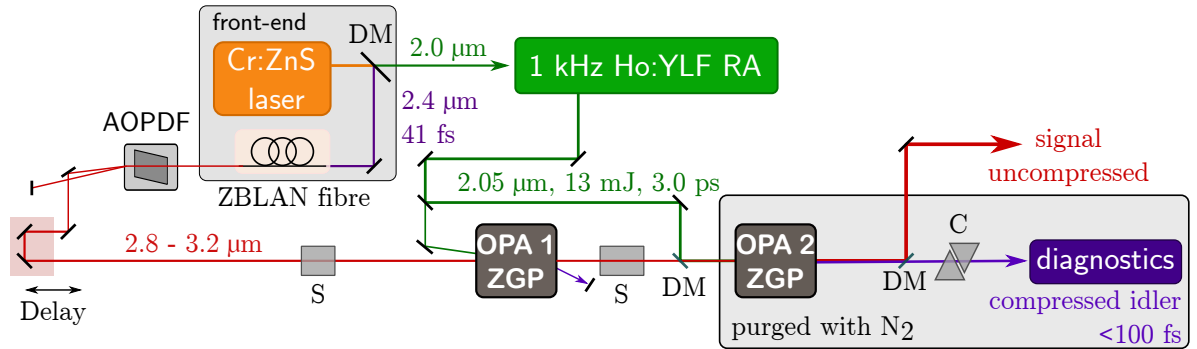 front-end
DM
Cr:ZnS
laser
2.0 µm
1 kHz Ho:YLF RA
2.4 µm
41 fs
AOPDF
ZBLAN fibre
2.05 µm, 13 mJ, 3.0 ps
signal
uncompressed
2.8 - 3.2 µm
Delay
S
OPA 1
ZGP
S
DM
OPA 2
ZGP
DM
C
diagnostics
compressed idler
<100 fs
purged with N2